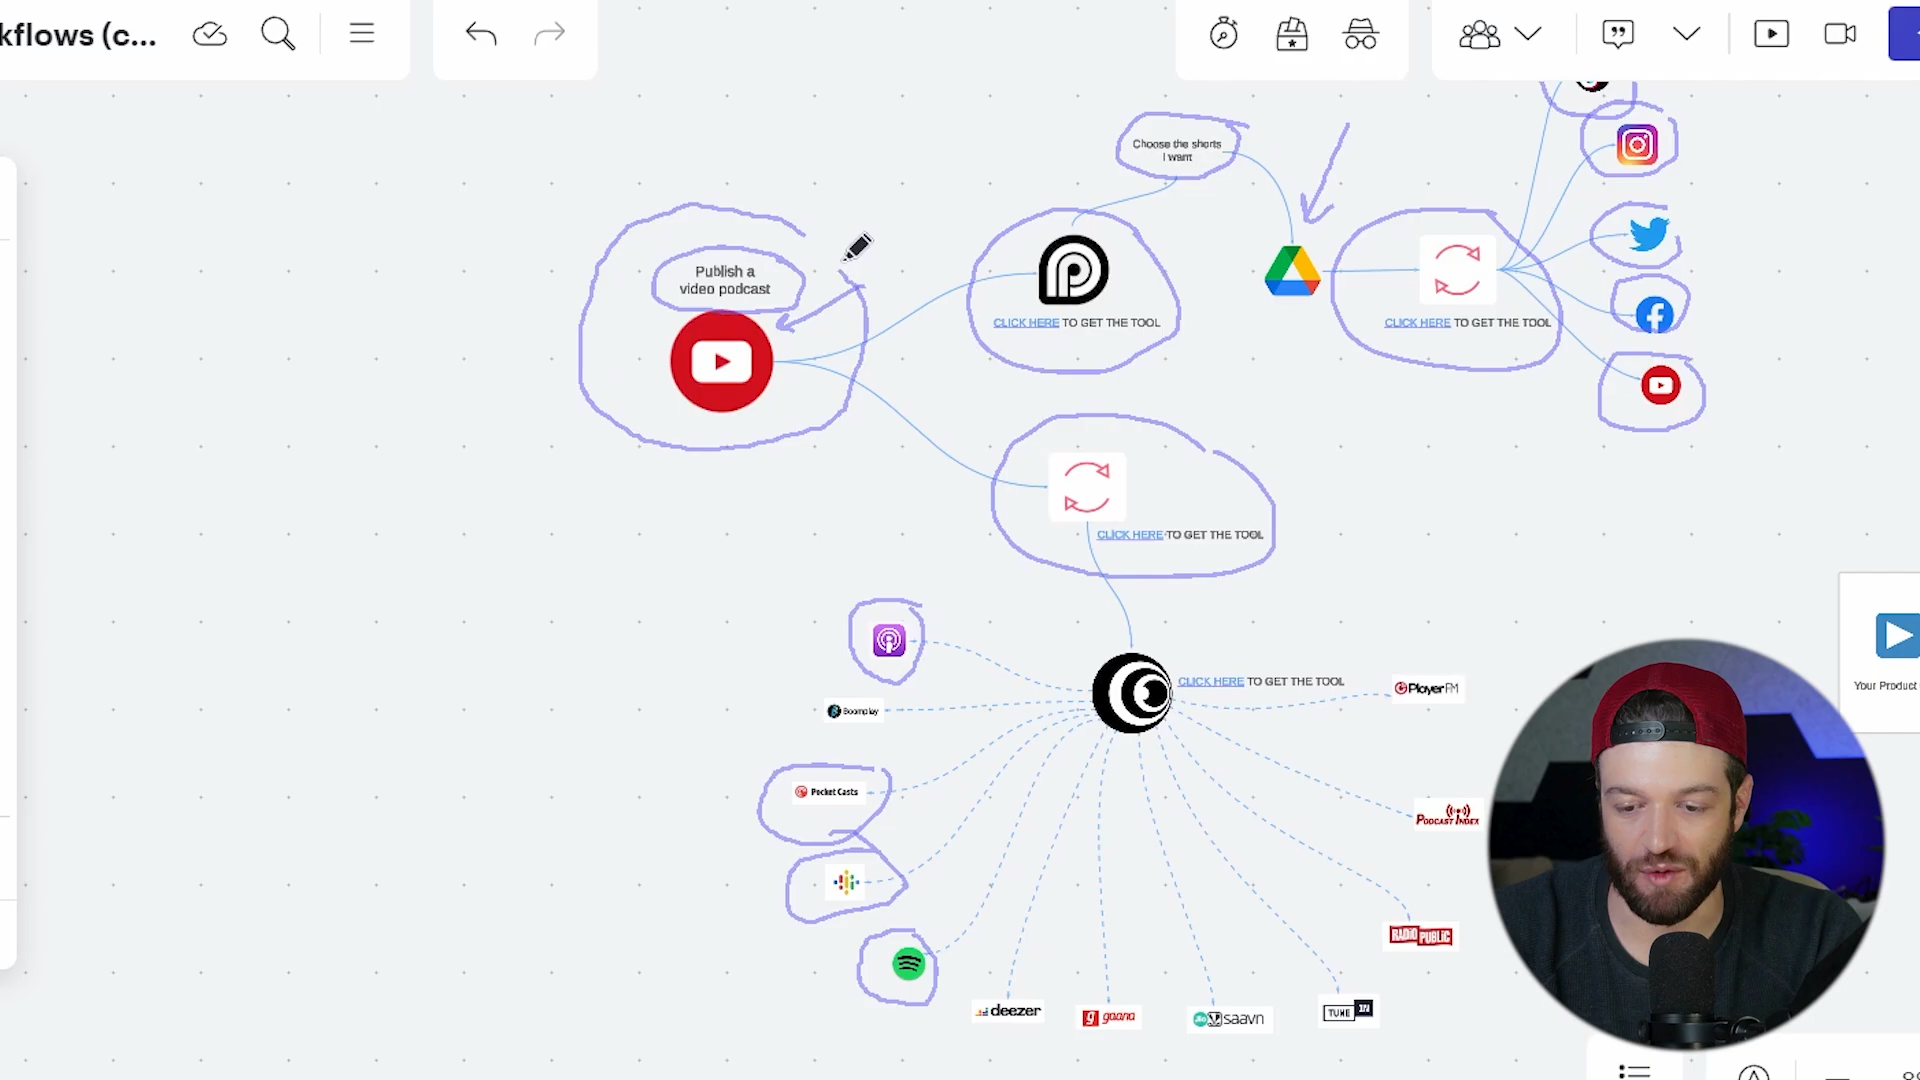 kflows (c...
Choose the shorts
I want
Publish a
video podcast
CLICK HERE TO GET THE TOOL
CLICK HERE TO GET THE TOOL
CLICK HERE TO GET THE TOOL
CLICK HERE TO GET THE TOOL
PlayerFM
Your Product
Boomplay
Pocket Casts
PODCAST INDEX
RADIO PUBLIC
deezer
gaana
Jio saavn
TUNE IN